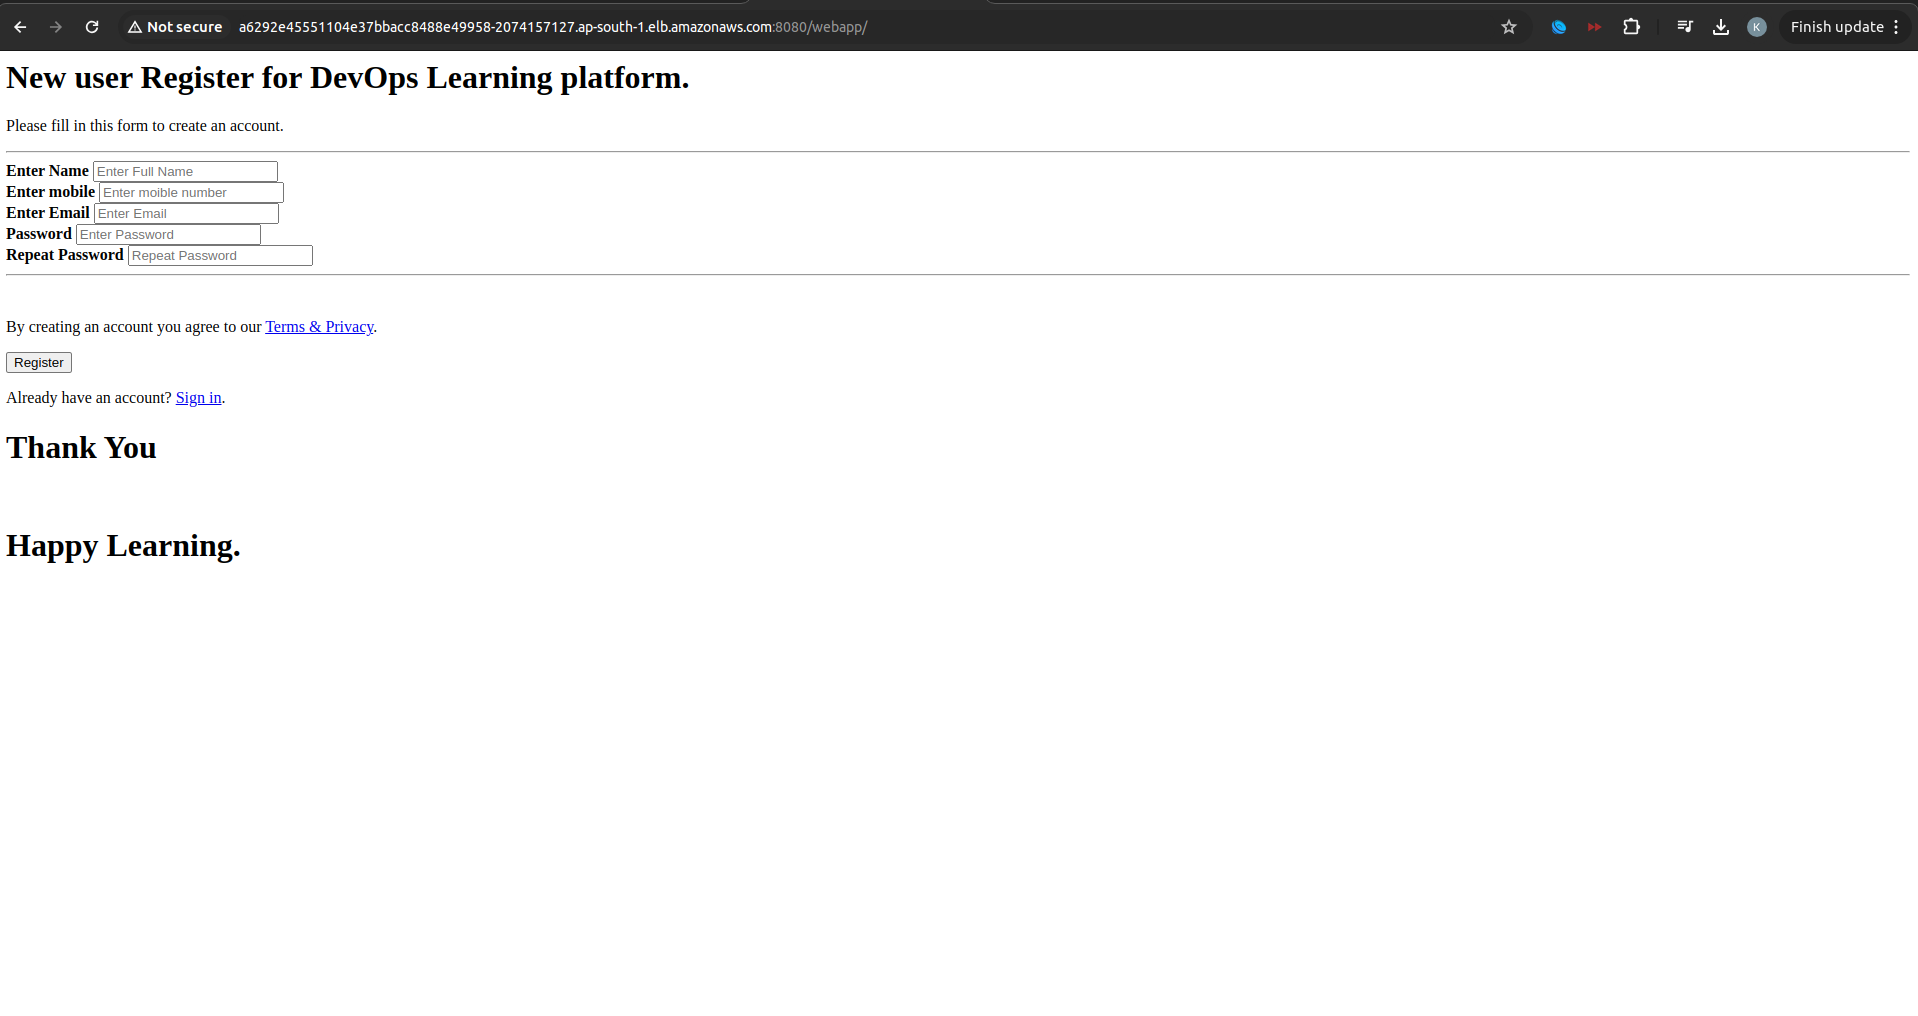 Not secure a6292e45551104e37bbacc8488e49958-2074157127.ap-south-1.elb.amazonaws.com:8080/webapp/ K Finish update
New user Register for DevOps Learning platform.
Please fill in this form to create an account.
Enter Name Enter Full Name
Enter mobile Enter moible number
Enter Email Enter Email
Password Enter Password
Repeat Password Repeat Password
By creating an account you agree to our Terms & Privacy.
Register
Already have an account? Sign in.
Thank You
Happy Learning.